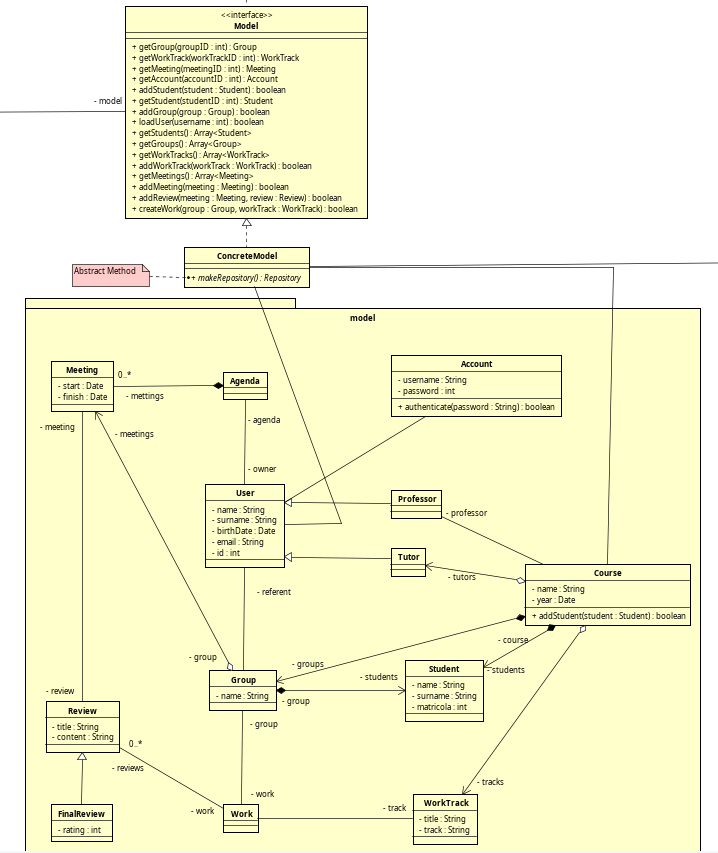 <<interface>>
Model
+ getGroup(groupID : int) : Group
+ getWorkTrack(workTrackID : int) : WorkTrack
+ getMeeting(meetingID : int) : Meeting
+ getAccount(accountID : int) : Account
+ addStudent(student : Student) : boolean
+ getStudent(studentID : int) : Student
+ addGroup(group : Group) : boolean
+ loadUser(username : int) : boolean
+ getStudents() : Array<Student>
+ getGroups() : Array<Group>
+ getWorkTracks() : Array<WorkTrack>
+ addWorkTrack(workTrack : WorkTrack) : boolean
+ getMeetings() : Array<Meeting>
+ addMeeting(meeting : Meeting) : boolean
+ addReview(meeting : Meeting, review : Review) : boolean
+ createWork(group : Group, workTrack : WorkTrack) : boolean
- model
ConcreteModel
+ makeRepository() : Repository
Abstract Method
model
Meeting
- start : Date
- finish : Date
0..*
- mettings
Agenda
Account
- username : String
- password : int
+ authenticate(password : String) : boolean
- meeting
- meetings
- agenda
- owner
User
- name : String
- surname : String
- birthDate : Date
- email : String
- id : int
Professor
- professor
Tutor
- tutors
Course
- name : String
- year : Date
+ addStudent(student : Student) : boolean
- referent
- course
- group
- groups
- students
Group
- name : String
- students
- group
Student
- name : String
- surname : String
- matricola : int
- review
Review
- title : String
- content : String
0..*
- reviews
- group
- work
- work
Work
- track
- tracks
WorkTrack
- title : String
- track : String
FinalReview
- rating : int